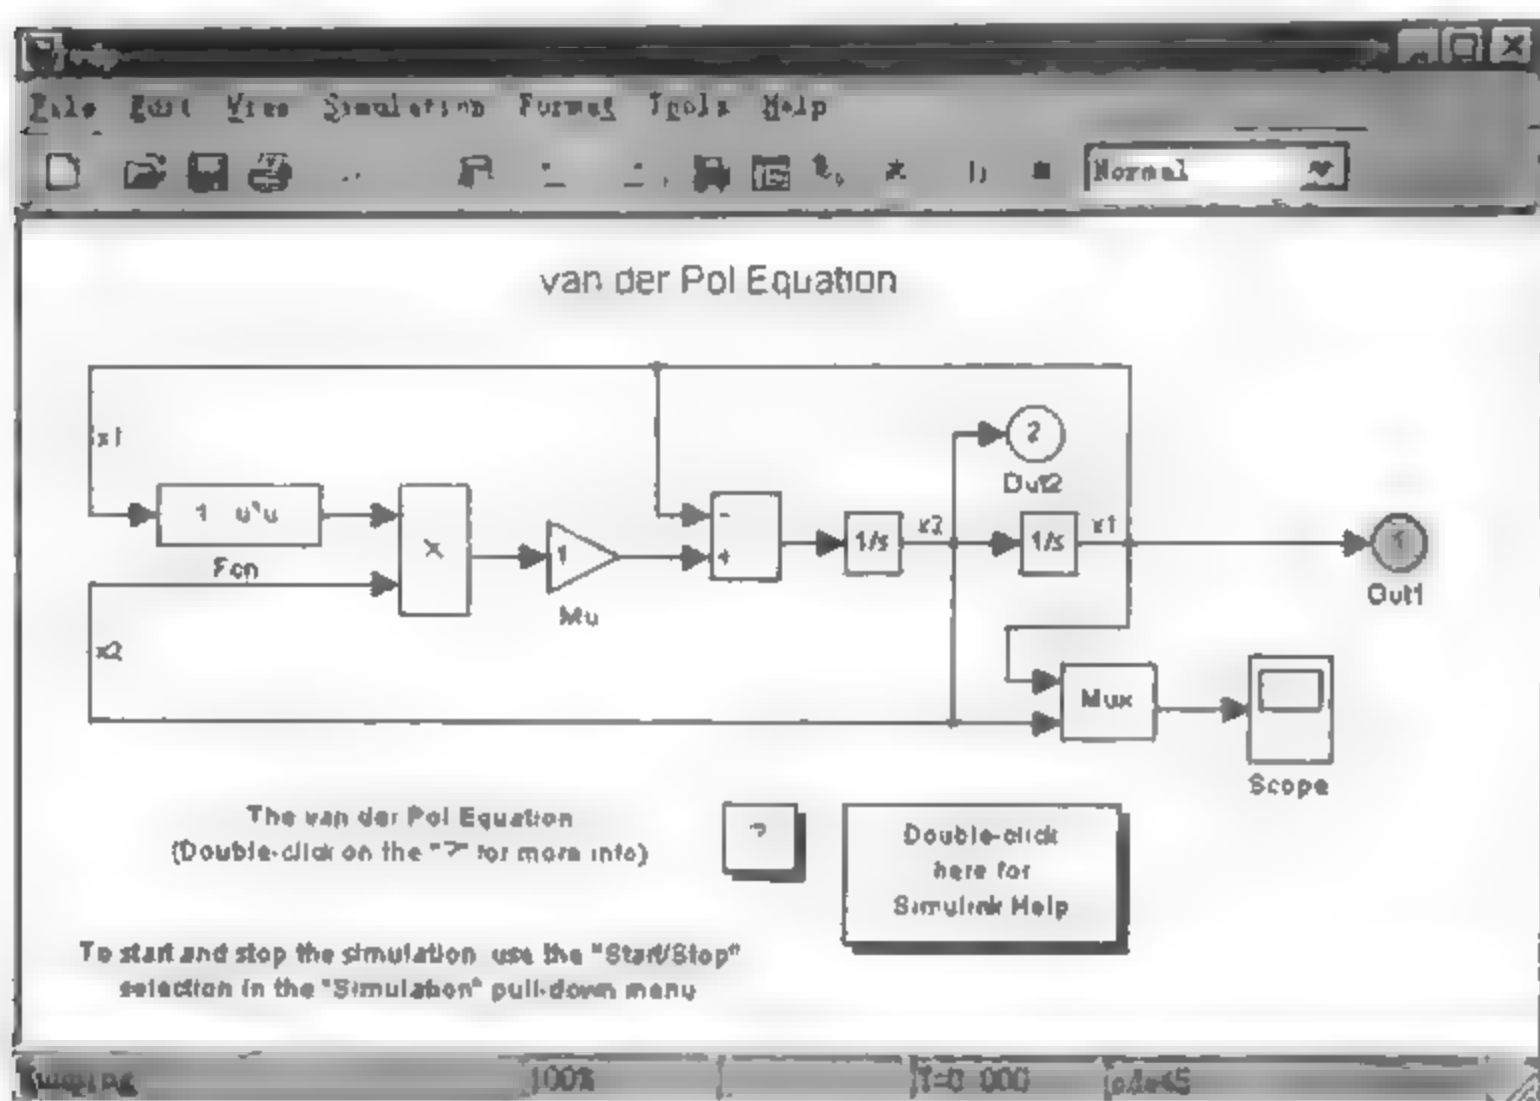 File Edit View Simulation Format Tools Help
Normal
van der Pol Equation
x1
2
Out2
1 u*u
Fcn
x
1
Mu
-
+
1/s
x2
1/s
x1
1
Out1
x2
Mux
Scope
The van der Pol Equation
(Double-click on the "?" for more info)
?
Double-click
here for
Simulink Help
To start and stop the simulation use the "Start/Stop"
selection in the "Simulation" pull-down menu
Running 100% T=0 000 ode45